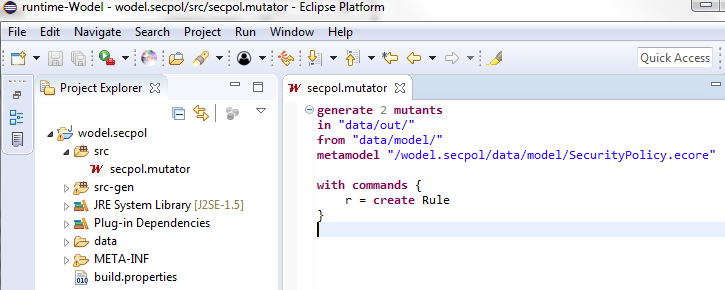 runtime-Wodel - wodel.secpol/src/secpol.mutator - Eclipse Platform
File Edit Navigate Search Project Run Window Help
Quick Access
Project Explorer
secpol.mutator
wodel.secpol
src
secpol.mutator
src-gen
JRE System Library [J2SE-1.5]
Plug-in Dependencies
data
META-INF
build.properties
generate 2 mutants
in "data/out/"
from "data/model/"
metamodel "/wodel.secpol/data/model/SecurityPolicy.ecore"
with commands {
r = create Rule
}